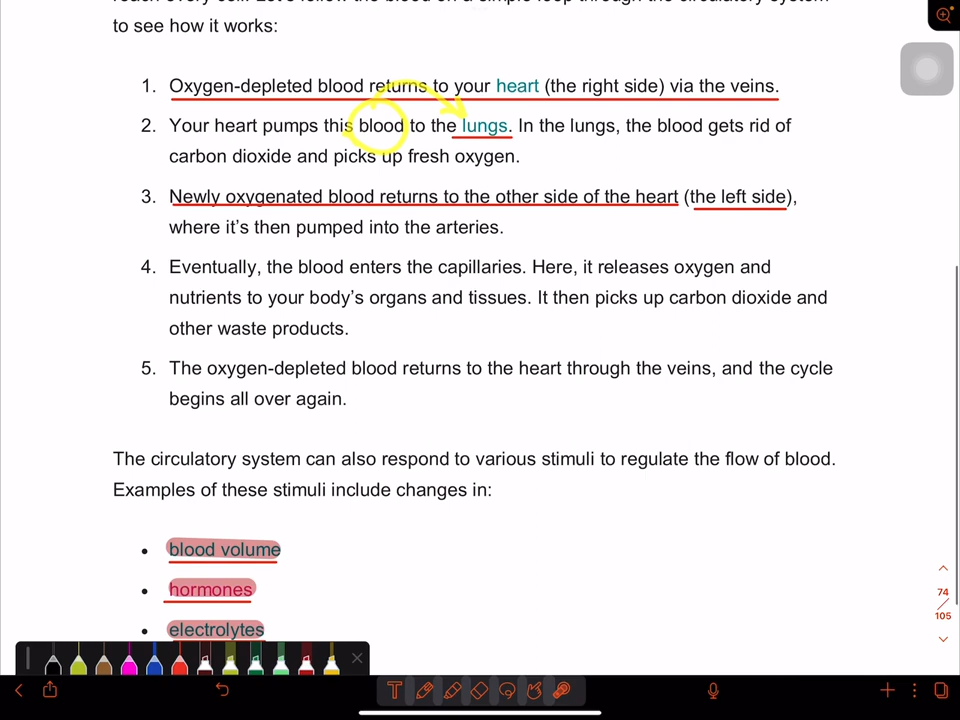 to see how it works:
1. Oxygen-depleted blood returns to your heart (the right side) via the veins.
2. Your heart pumps this blood to the lungs. In the lungs, the blood gets rid of
carbon dioxide and picks up fresh oxygen.
3. Newly oxygenated blood returns to the other side of the heart (the left side),
where it’s then pumped into the arteries.
4. Eventually, the blood enters the capillaries. Here, it releases oxygen and
nutrients to your body’s organs and tissues. It then picks up carbon dioxide and
other waste products.
5. The oxygen-depleted blood returns to the heart through the veins, and the cycle
begins all over again.
The circulatory system can also respond to various stimuli to regulate the flow of blood.
Examples of these stimuli include changes in:
• blood volume
• hormones
• electrolytes
74
105